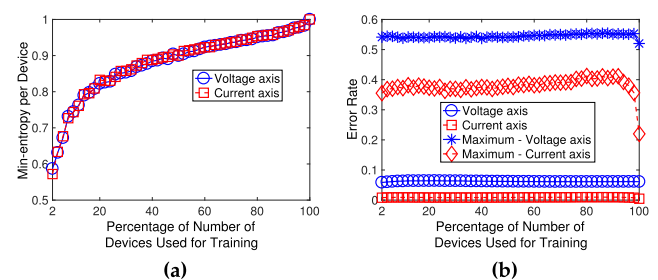 Min-entropy per Device
1
0.9
0.8
0.7
0.6
0.5
2
20
40
60
80
100
Voltage axis
Current axis
Percentage of Number of
Devices Used for Training
(a)
Error Rate
0.6
0.5
0.4
0.3
0.2
0.1
0
2
20
40
60
80
100
Voltage axis
Current axis
Maximum - Voltage axis
Maximum - Current axis
Percentage of Number of
Devices Used for Training
(b)